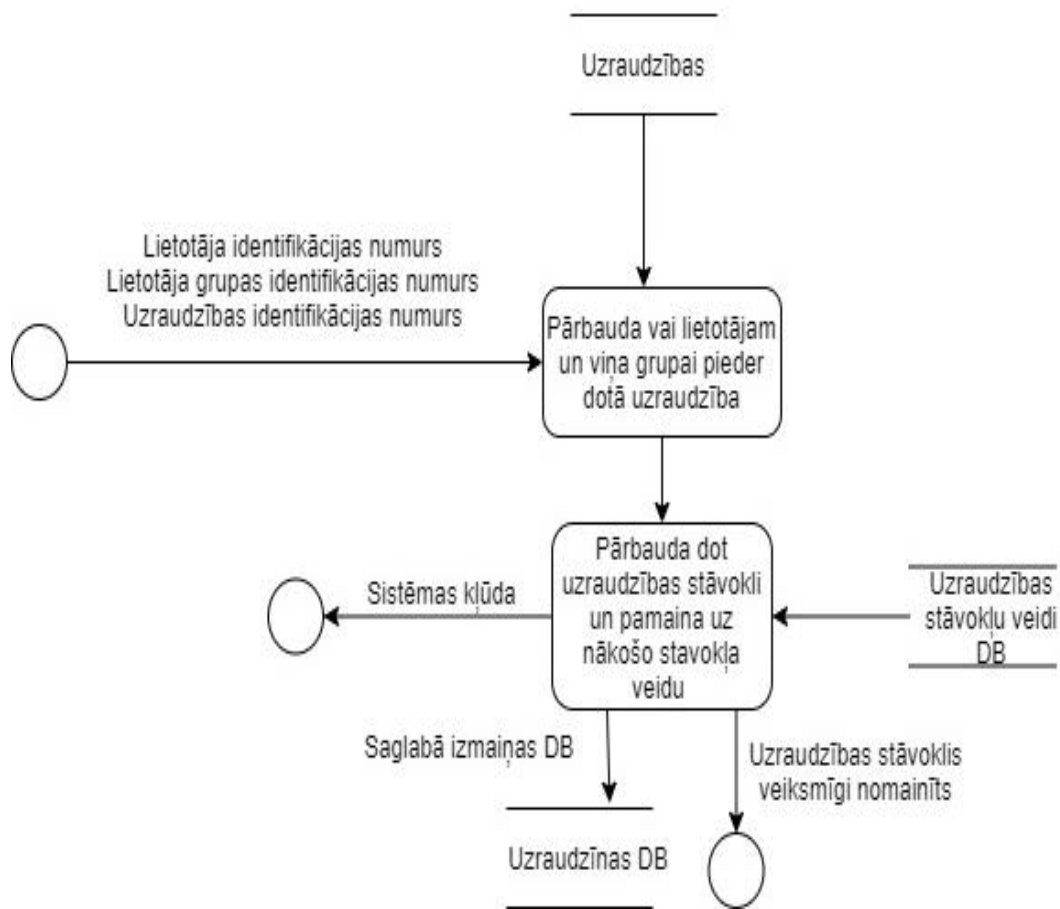 Uzraudzības
Lietotāja identifikācijas numurs
Lietotāja grupas identifikācijas numurs
Uzraudzības identifikācijas numurs
Pārbauda vai lietotājam
un viņa grupai pieder
dotā uzraudzība
Pārbauda dot
uzraudzības stāvokli
un pamaina uz
nākošo stavokļa
veidu
Sistēmas kļūda
Uzraudzības
stāvokļu veidi
DB
Saglabā izmaiņas DB
Uzraudzības stāvoklis
veiksmīgi nomainīts
Uzraudzīnas DB